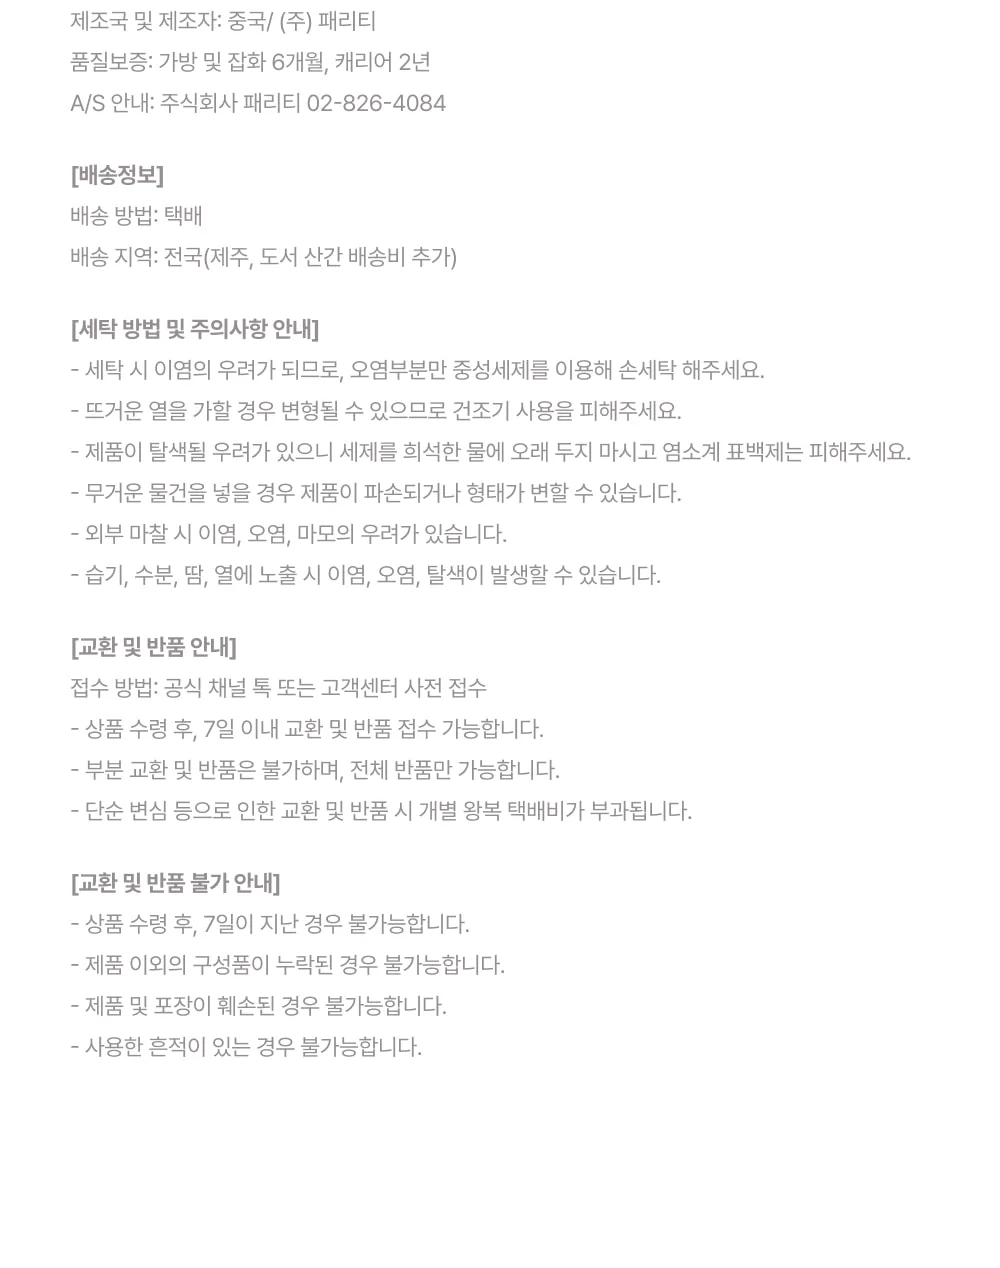 제조국 및 제조자: 중국/ (주) 패리티
품질보증: 가방 및 잡화 6개월, 캐리어 2년
A/S 안내: 주식회사 패리티 02-826-4084
[배송정보]
배송 방법: 택배
배송 지역: 전국(제주, 도서 산간 배송비 추가)
[세탁 방법 및 주의사항 안내]
- 세탁 시 이염의 우려가 되므로, 오염부분만 중성세제를 이용해 손세탁 해주세요.
- 뜨거운 열을 가할 경우 변형될 수 있으므로 건조기 사용을 피해주세요.
- 제품이 탈색될 우려가 있으니 세제를 희석한 물에 오래 두지 마시고 염소계 표백제는 피해주세요.
- 무거운 물건을 넣을 경우 제품이 파손되거나 형태가 변할 수 있습니다.
- 외부 마찰 시 이염, 오염, 마모의 우려가 있습니다.
- 습기, 수분, 땀, 열에 노출 시 이염, 오염, 탈색이 발생할 수 있습니다.
[교환 및 반품 안내]
접수 방법: 공식 채널 톡 또는 고객센터 사전 접수
- 상품 수령 후, 7일 이내 교환 및 반품 접수 가능합니다.
- 부분 교환 및 반품은 불가하며, 전체 반품만 가능합니다.
- 단순 변심 등으로 인한 교환 및 반품 시 개별 왕복 택배비가 부과됩니다.
[교환 및 반품 불가 안내]
- 상품 수령 후, 7일이 지난 경우 불가능합니다.
- 제품 이외의 구성품이 누락된 경우 불가능합니다.
- 제품 및 포장이 훼손된 경우 불가능합니다.
- 사용한 흔적이 있는 경우 불가능합니다.